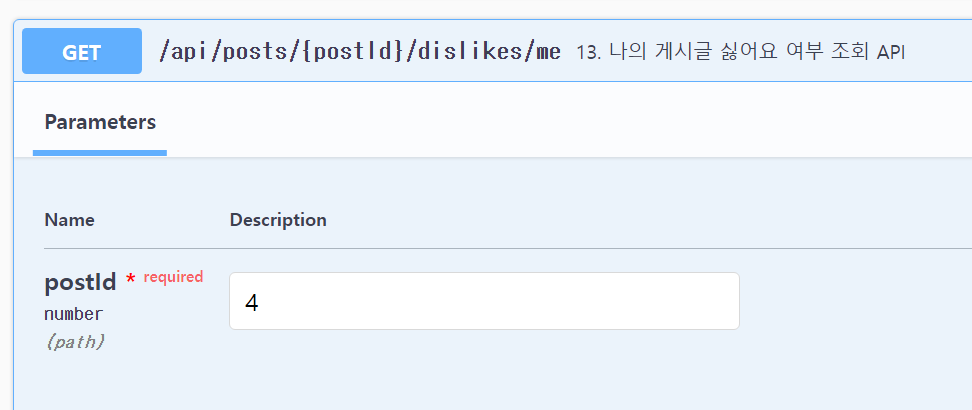 GET /api/posts/{postId}/dislikes/me 13. 나의 게시글 싫어요 여부 조회 API
Parameters
Name Description
postId * required
4
number
(path)